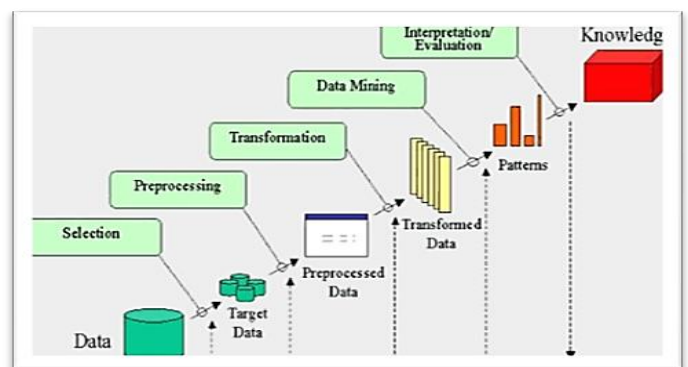 Interpretation/
Evaluation
Knowledg
Data Mining
Transformation
Patterns
Preprocessing
Transformed
Data
Selection
Preprocessed
Data
Target
Data
Data